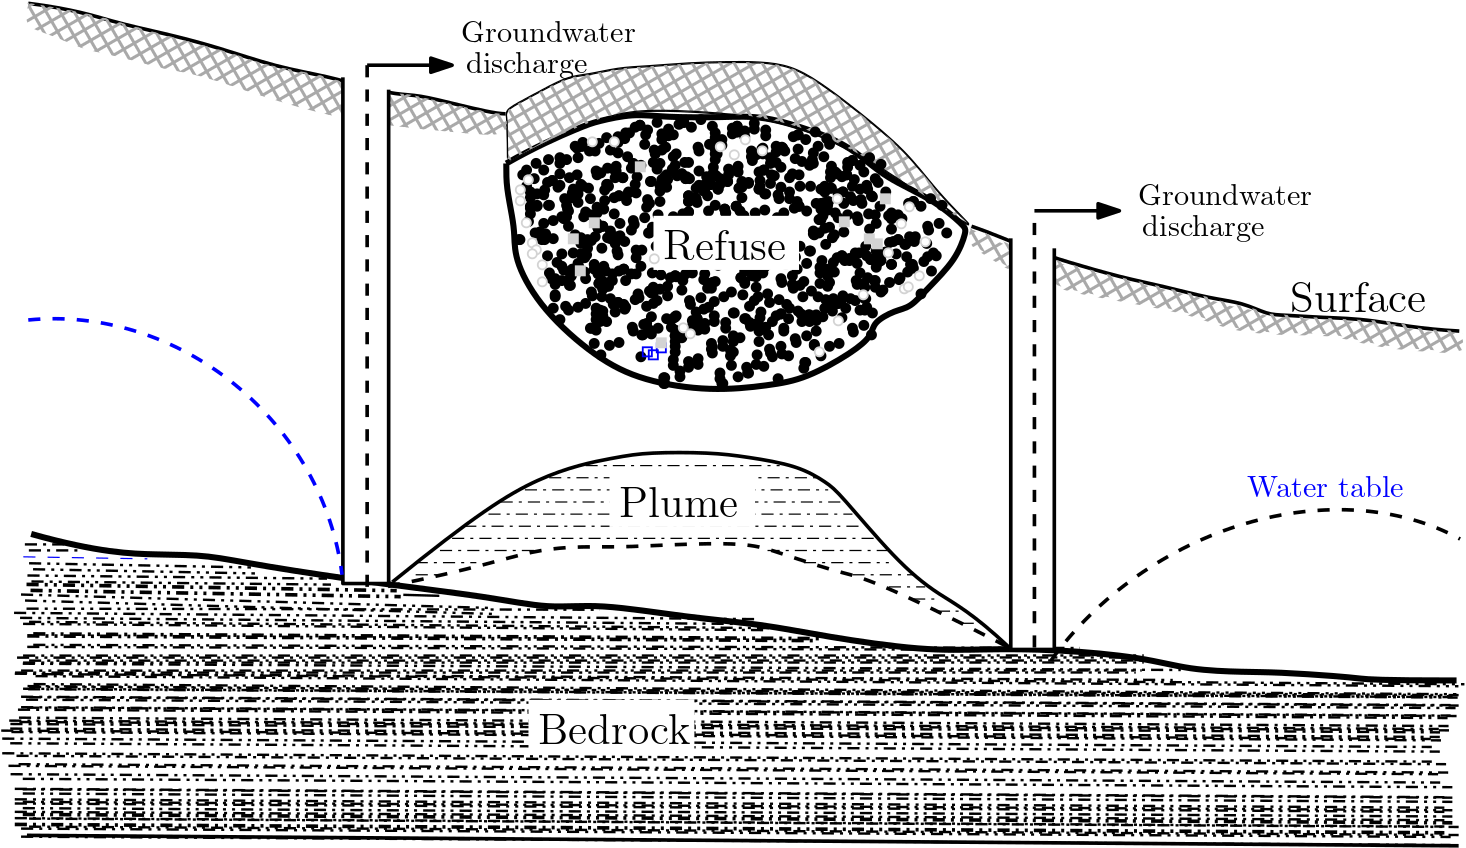 Groundwater
discharge
Groundwater
discharge
Refuse
Surface
Plume
Water table
Bedrock